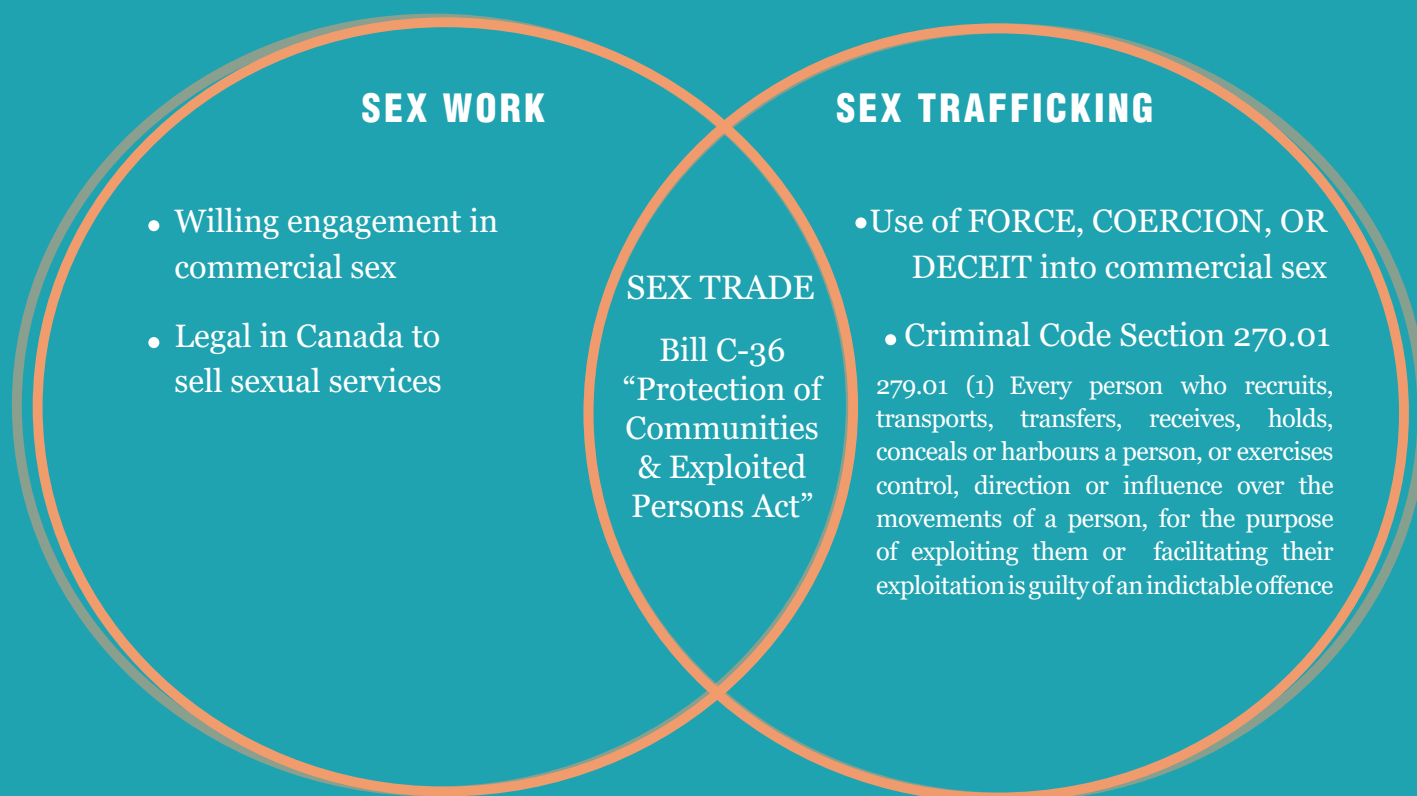 SEX WORK
• Willing engagement in
commercial sex
• Legal in Canada to
sell sexual services
SEX TRADE
Bill C-36
“Protection of
Communities
& Exploited
Persons Act”
SEX TRAFFICKING
•Use of FORCE, COERCION, OR
DECEIT into commercial sex
• Criminal Code Section 270.01
279.01 (1) Every person who recruits,
transports, transfers, receives, holds,
conceals or harbours a person, or exercises
control, direction or influence over the
movements of a person, for the purpose
of exploiting them or facilitating their
exploitation is guilty of an indictable offence